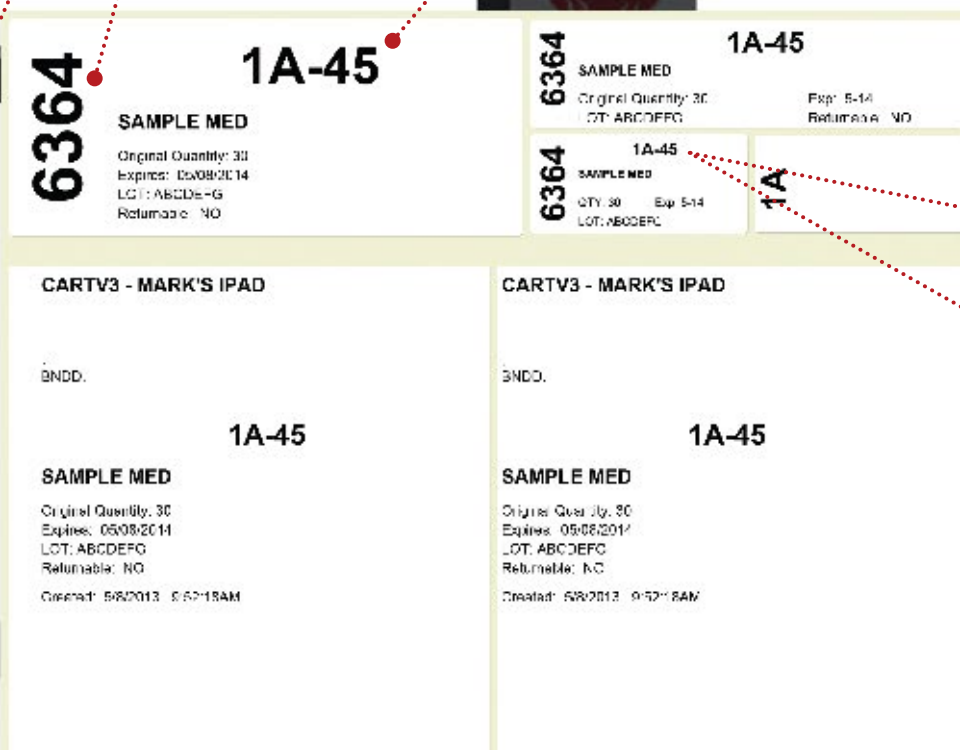 6364
1A-45
SAMPLE MED
Original Quantity: 30
Expires: 05/08/2014
LOT: ABCDEFG
Returnable: NO
6364
1A-45
SAMPLE MED
Original Quantity: 30 Exp: 5-14
LOT: ABCDEFG Returnable: NO
6364
1A-45
SAMPLE MED
QTY: 30 Exp: 5-14
LOT: ABCDEFG
1A
CARTV3 - MARK'S IPAD
BNDD.
1A-45
SAMPLE MED
Original Quantity: 30
Expires: 05/08/2014
LOT: ABCDEFG
Returnable: NO
Created: 5/8/2013 9:52:18AM
CARTV3 - MARK'S IPAD
BNDD.
1A-45
SAMPLE MED
Original Quantity: 30
Expires: 05/08/2014
LOT: ABCDEFG
Returnable: NO
Created: 5/8/2013 9:52:18AM